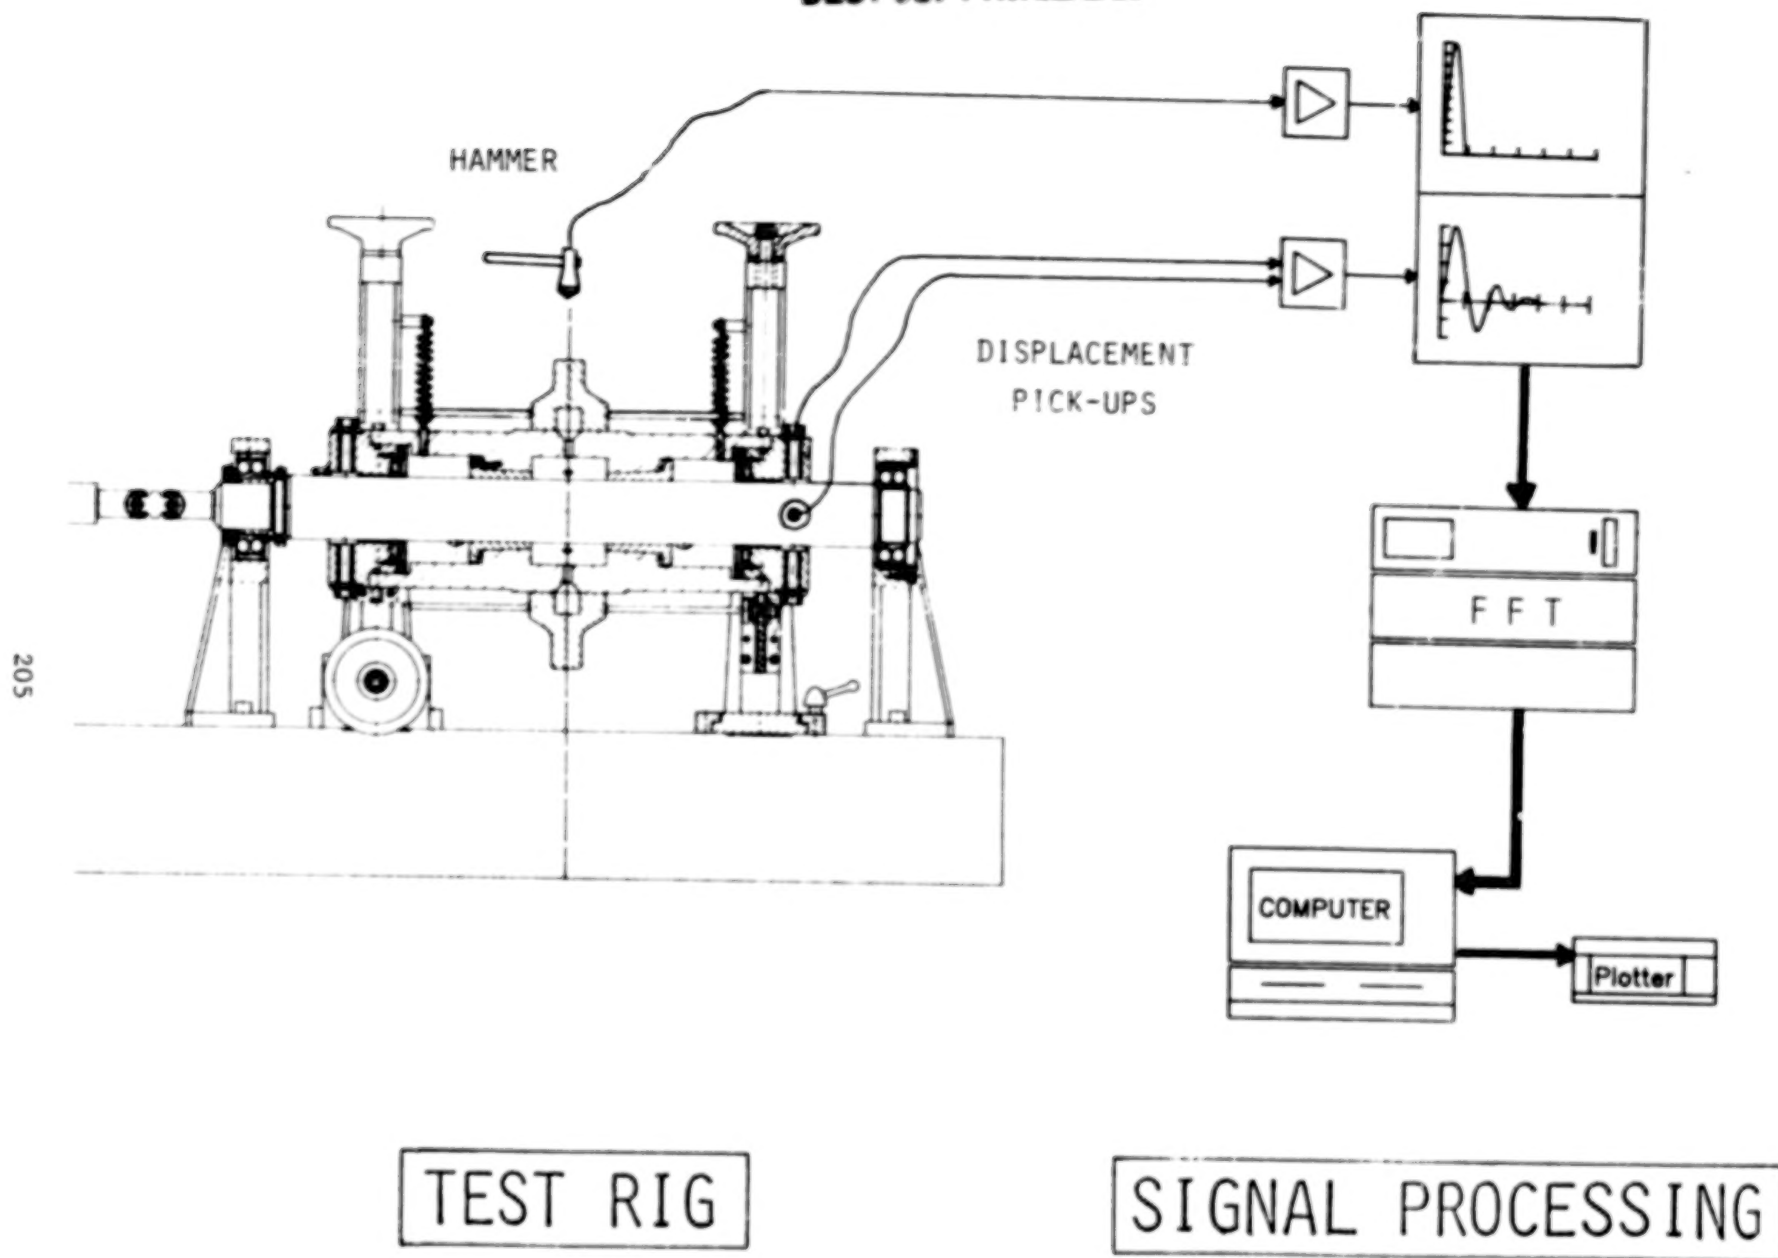 HAMMER
DISPLACEMENT
PICK-UPS
FFT
COMPUTER
Plotter
205
TEST RIG
SIGNAL PROCESSING